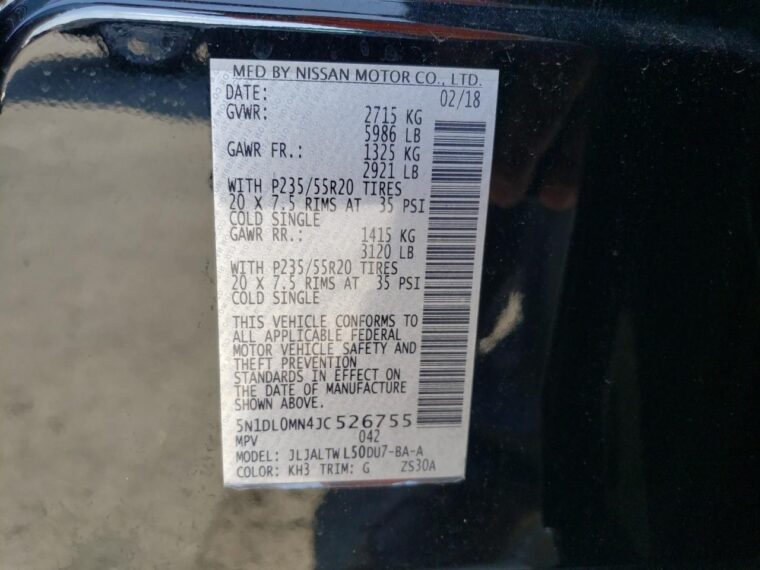 MFD BY NISSAN MOTOR CO., LTD.
DATE: 02/18
GVWR: 2715 KG
5986 LB
GAWR FR.: 1325 KG
2921 LB
WITH P235/55R20 TIRES
20 X 7.5 RIMS AT 35 PSI
COLD SINGLE
GAWR RR.: 1415 KG
3120 LB
WITH P235/55R20 TIRES
20 X 7.5 RIMS AT 35 PSI
COLD SINGLE
THIS VEHICLE CONFORMS TO
ALL APPLICABLE FEDERAL
MOTOR VEHICLE SAFETY AND
THEFT PREVENTION
STANDARDS IN EFFECT ON
THE DATE OF MANUFACTURE
SHOWN ABOVE.
5N1DL0MN4JC526755
MPV 042
MODEL: JLJALTWL50DU7-BA-A
COLOR: KH3 TRIM: G ZS30A